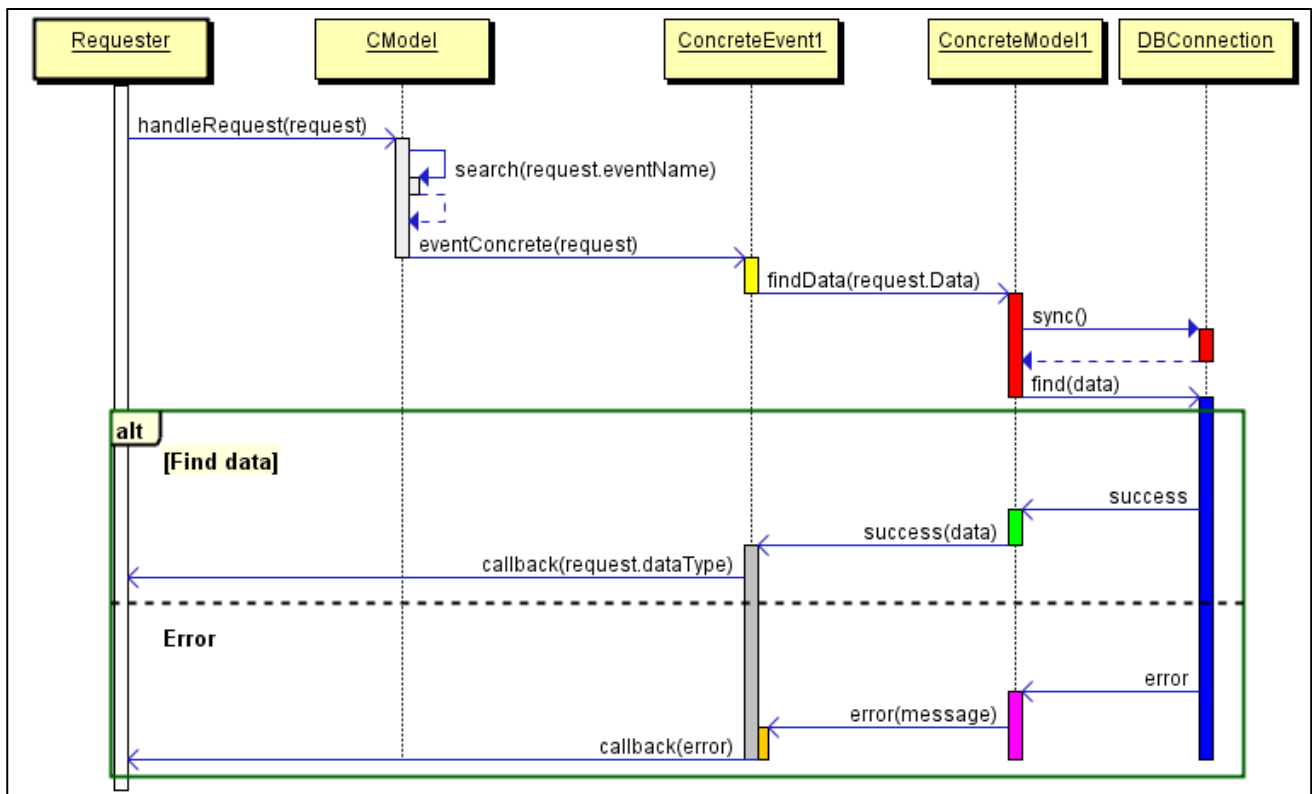 Requester
CModel
ConcreteEvent1
ConcreteModel1
DBConnection
handleRequest(request)
search(request.eventName)
eventConcrete(request)
findData(request.Data)
sync()
find(data)
alt
[Find data]
success
success(data)
callback(request.dataType)
Error
error
error(message)
callback(error)